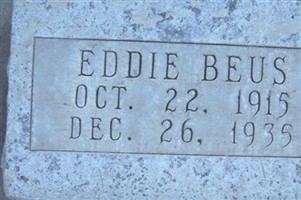 EDDIE BEUS
OCT. 22, 1915
DEC. 26, 1935